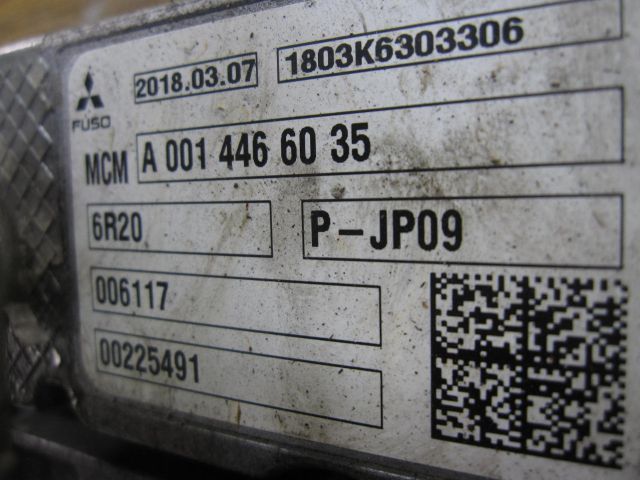 FUSO
2018.03.07
1803K6303306
MCM A 001 446 60 35
6R20
P-JP09
006117
00225491